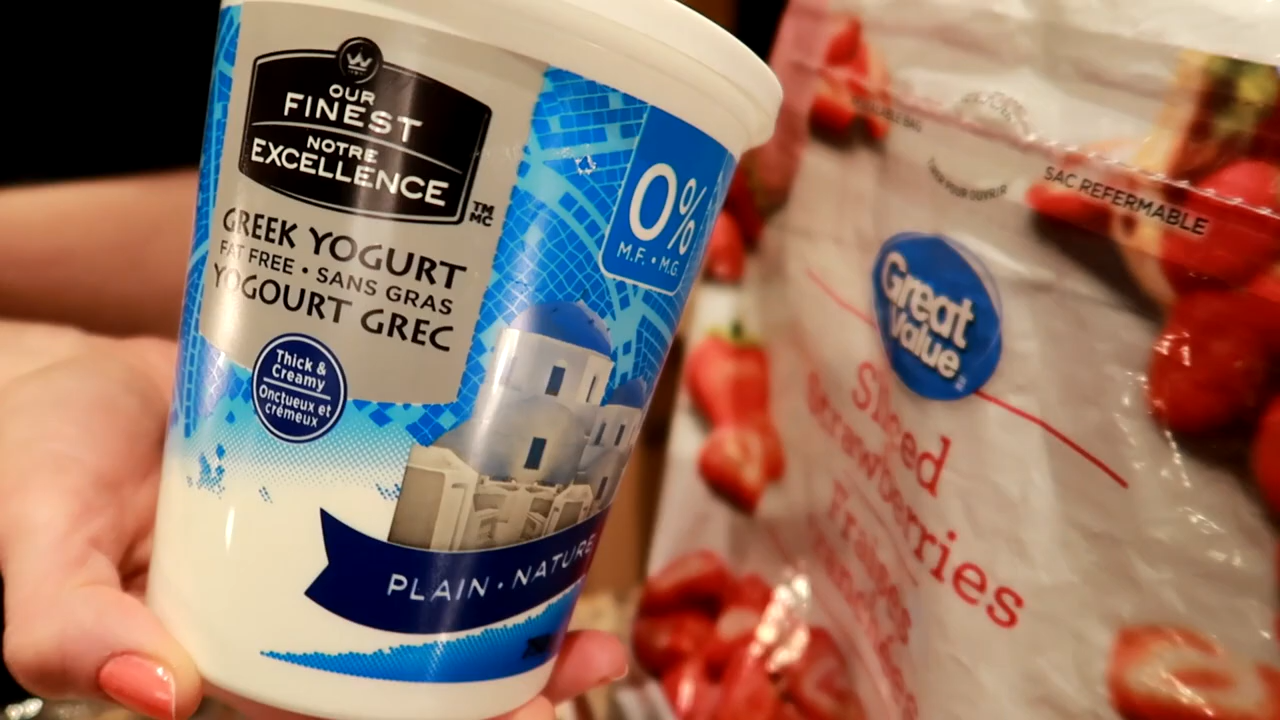 OUR
FINEST
NOTRE
EXCELLENCE
TM
MC
GREEK YOGURT
FAT FREE • SANS GRAS
YOGOURT GREC
Thick &
Creamy
Onctueux et
crémeux
0%
M.F. • M.G.
PLAIN • NATURE
SAC REFERMABLE
Great
Value
Sliced
Strawberries
Fraises